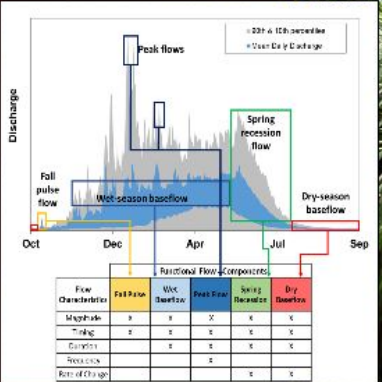 90th & 10th percentiles
Mean Daily Discharge
Peak flows
Discharge
Spring
recession
flow
Fall
pulse
flow
Wet-season baseflow
Dry-season
baseflow
Oct Dec Apr Jul Sep
Functional Flow Components
Flow Characteristics Fall Pulse Wet Baseflow Peak Flow Spring Recession Dry Baseflow
Magnitude X X X X X
Timing X X X X X
Duration X X X X
Frequency X
Rate of Change X X